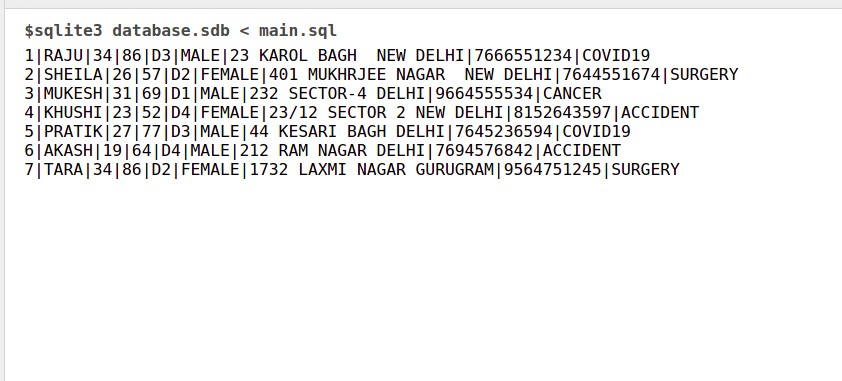 $sqlite3 database.sdb < main.sql
1|RAJU|34|86|D3|MALE|23 KAROL BAGH  NEW DELHI|7666551234|COVID19
2|SHEILA|26|57|D2|FEMALE|401 MUKHRJEE NAGAR  NEW DELHI|7644551674|SURGERY
3|MUKESH|31|69|D1|MALE|232 SECTOR-4 DELHI|9664555534|CANCER
4|KHUSHI|23|52|D4|FEMALE|23/12 SECTOR 2 NEW DELHI|8152643597|ACCIDENT
5|PRATIK|27|77|D3|MALE|44 KESARI BAGH DELHI|7645236594|COVID19
6|AKASH|19|64|D4|MALE|212 RAM NAGAR DELHI|7694576842|ACCIDENT
7|TARA|34|86|D2|FEMALE|1732 LAXMI NAGAR GURUGRAM|9564751245|SURGERY